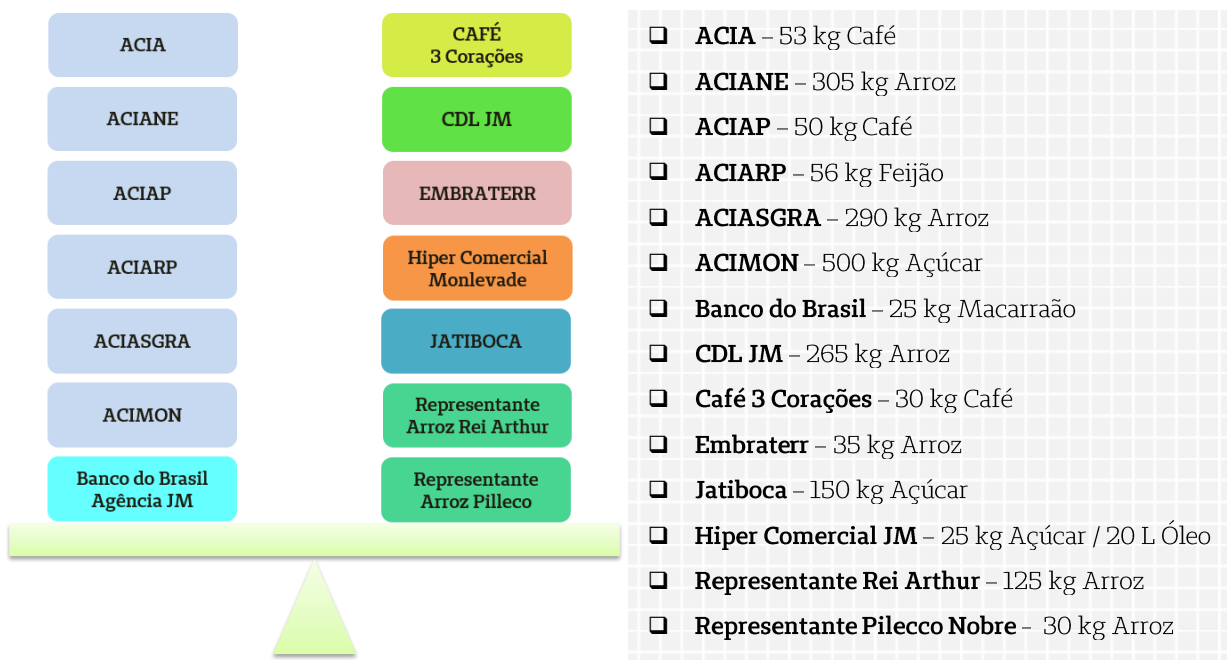 ACIA
ACIANE
ACIAP
ACIARP
ACIASGRA
ACIMON
Banco do Brasil
Agência JM
CAFÉ
3 Corações
CDL JM
EMBRATERR
Hiper Comercial
Monlevade
JATIBOCA
Representante
Arroz Rei Arthur
Representante
Arroz Pilleco
ACIA – 53 kg Café
ACIANE – 305 kg Arroz
ACIAP – 50 kg Café
ACIARP – 56 kg Feijão
ACIASGRA – 290 kg Arroz
ACIMON – 500 kg Açúcar
Banco do Brasil – 25 kg Macarraão
CDL JM – 265 kg Arroz
Café 3 Corações – 30 kg Café
Embraterr – 35 kg Arroz
Jatiboca – 150 kg Açúcar
Hiper Comercial JM – 25 kg Açúcar / 20 L Óleo
Representante Rei Arthur – 125 kg Arroz
Representante Pilecco Nobre – 30 kg Arroz